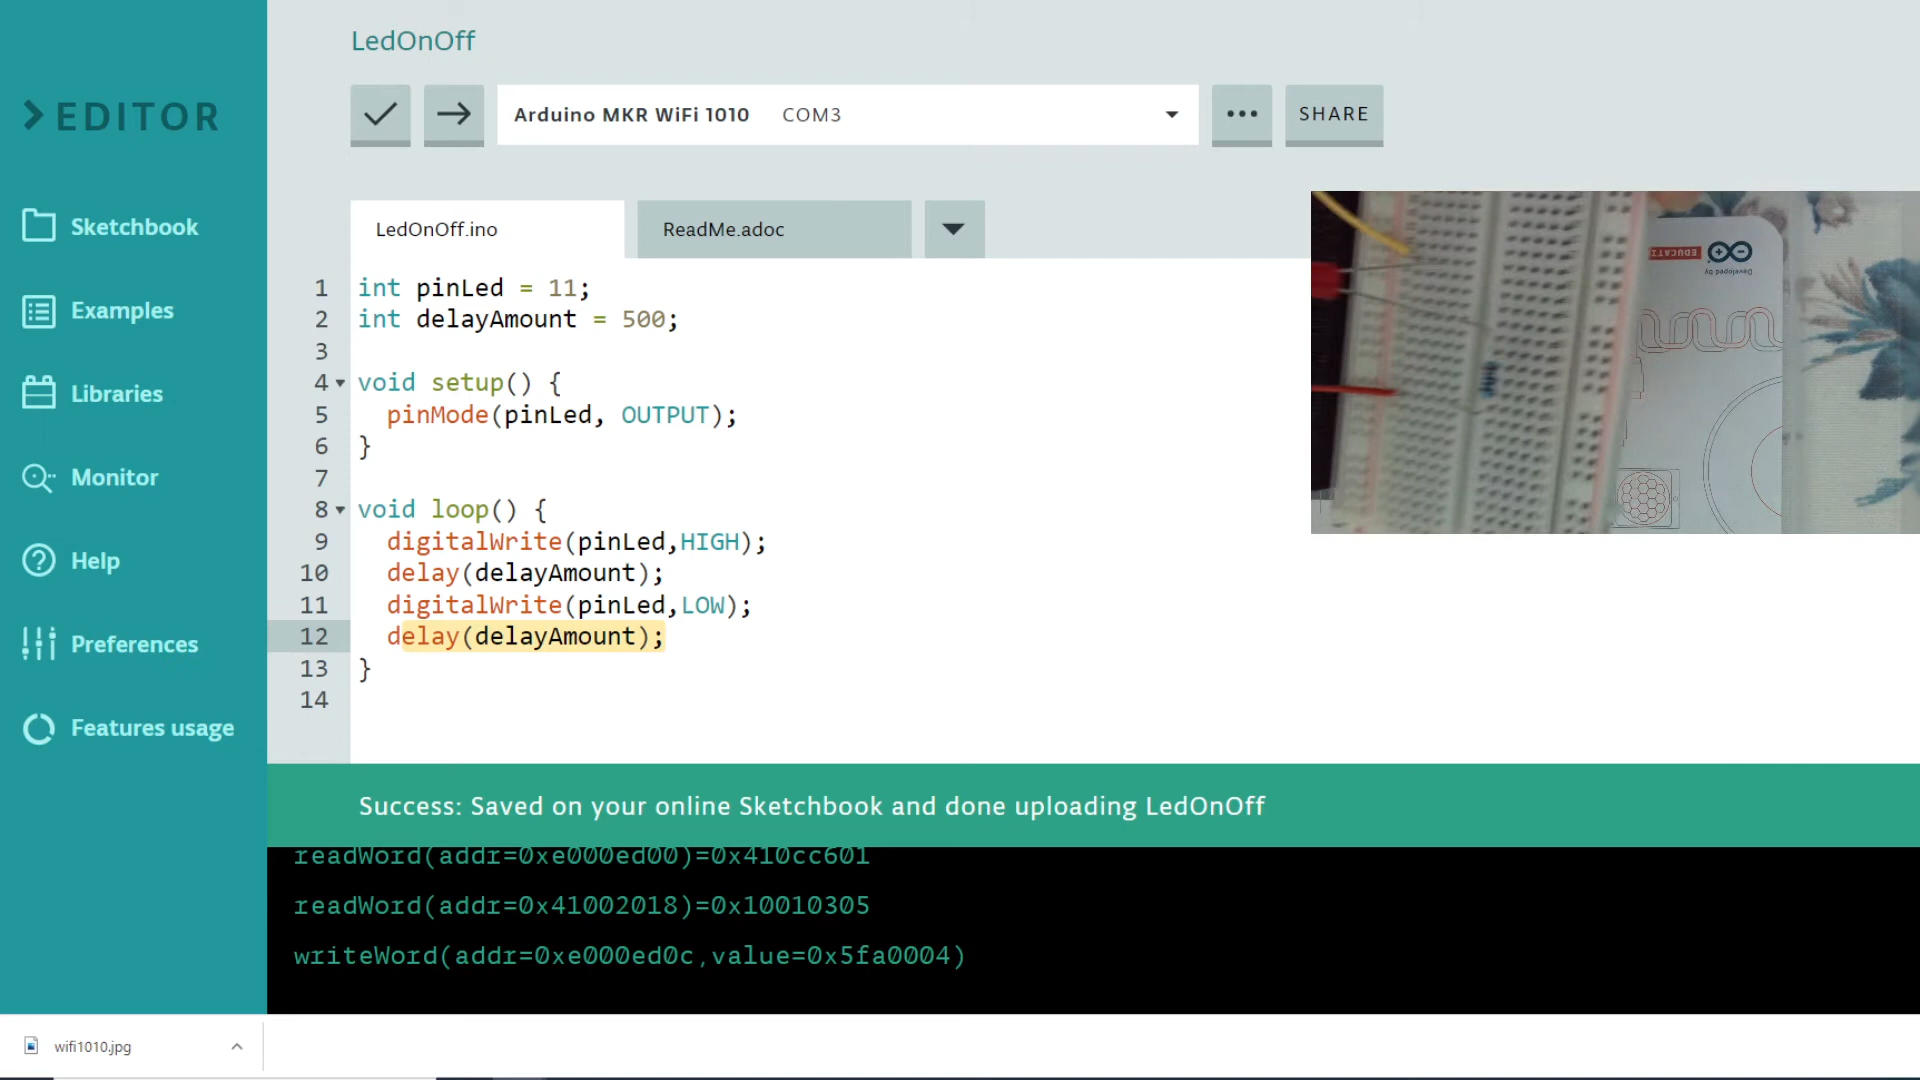 LedOnOff
EDITOR
Arduino MKR WiFi 1010 COM3
SHARE
Sketchbook
Examples
Libraries
Monitor
Help
Preferences
Features usage
LedOnOff.ino
ReadMe.adoc
1 int pinLed = 11;
2 int delayAmount = 500;
3
4 void setup() {
5 pinMode(pinLed, OUTPUT);
6 }
7
8 void loop() {
9 digitalWrite(pinLed,HIGH);
10 delay(delayAmount);
11 digitalWrite(pinLed,LOW);
12 delay(delayAmount);
13 }
14
Developed by
Success: Saved on your online Sketchbook and done uploading LedOnOff
readWord(addr=0xe000ed00)=0x410cc601
readWord(addr=0x41002018)=0x10010305
writeWord(addr=0xe000ed0c,value=0x5fa0004)
wifi1010.jpg